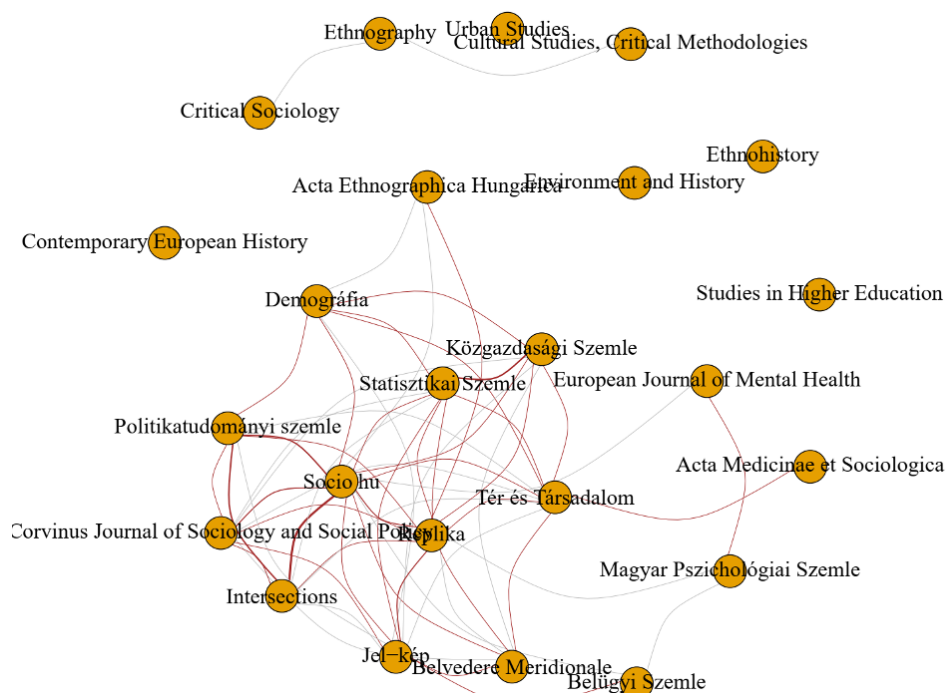 Urban Studies
Ethnography
Cultural Studies, Critical Methodologies
Critical Sociology
Ethnohistory
Acta Ethnographica Hungarica
Environment and History
Contemporary European History
Studies in Higher Education
Demográfia
Közgazdasági Szemle
Statisztikai Szemle
European Journal of Mental Health
Politikatudományi szemle
Acta Medicinae et Sociologica
Socio hu
Tér és Társadalom
Corvinus Journal of Sociology and Social Policy
Replika
Magyar Pszichológiai Szemle
Intersections
Jel−kép
Belvedere Meridionale
Belügyi Szemle